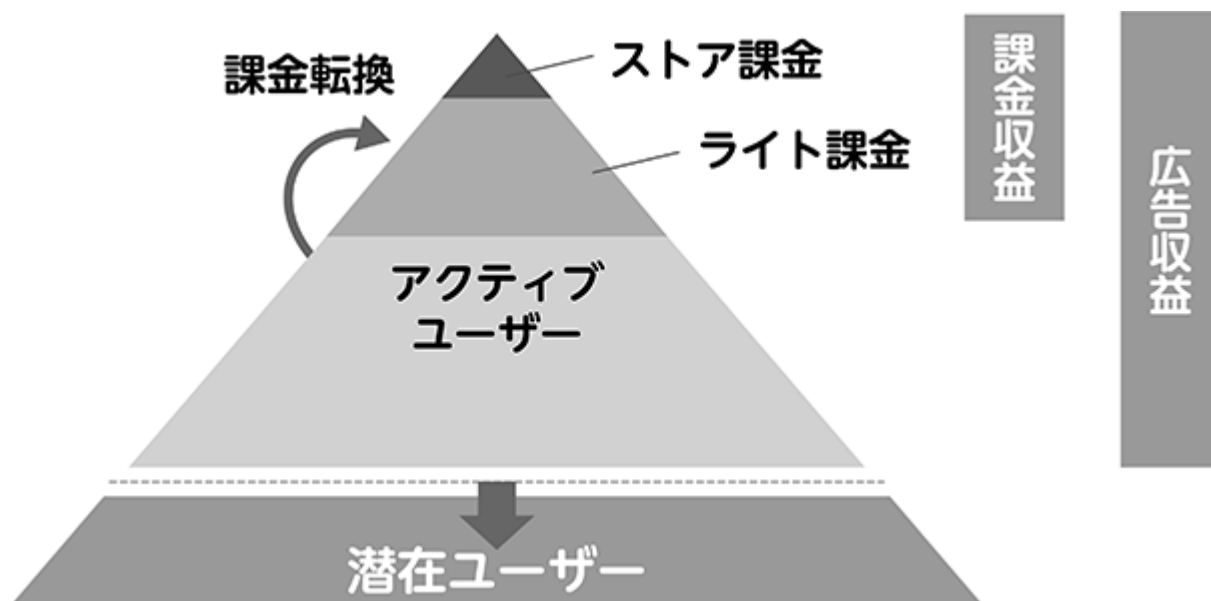 課金転換
ストア課金
ライト課金
アクティブ
ユーザー
潜在ユーザー
課金収益
広告収益